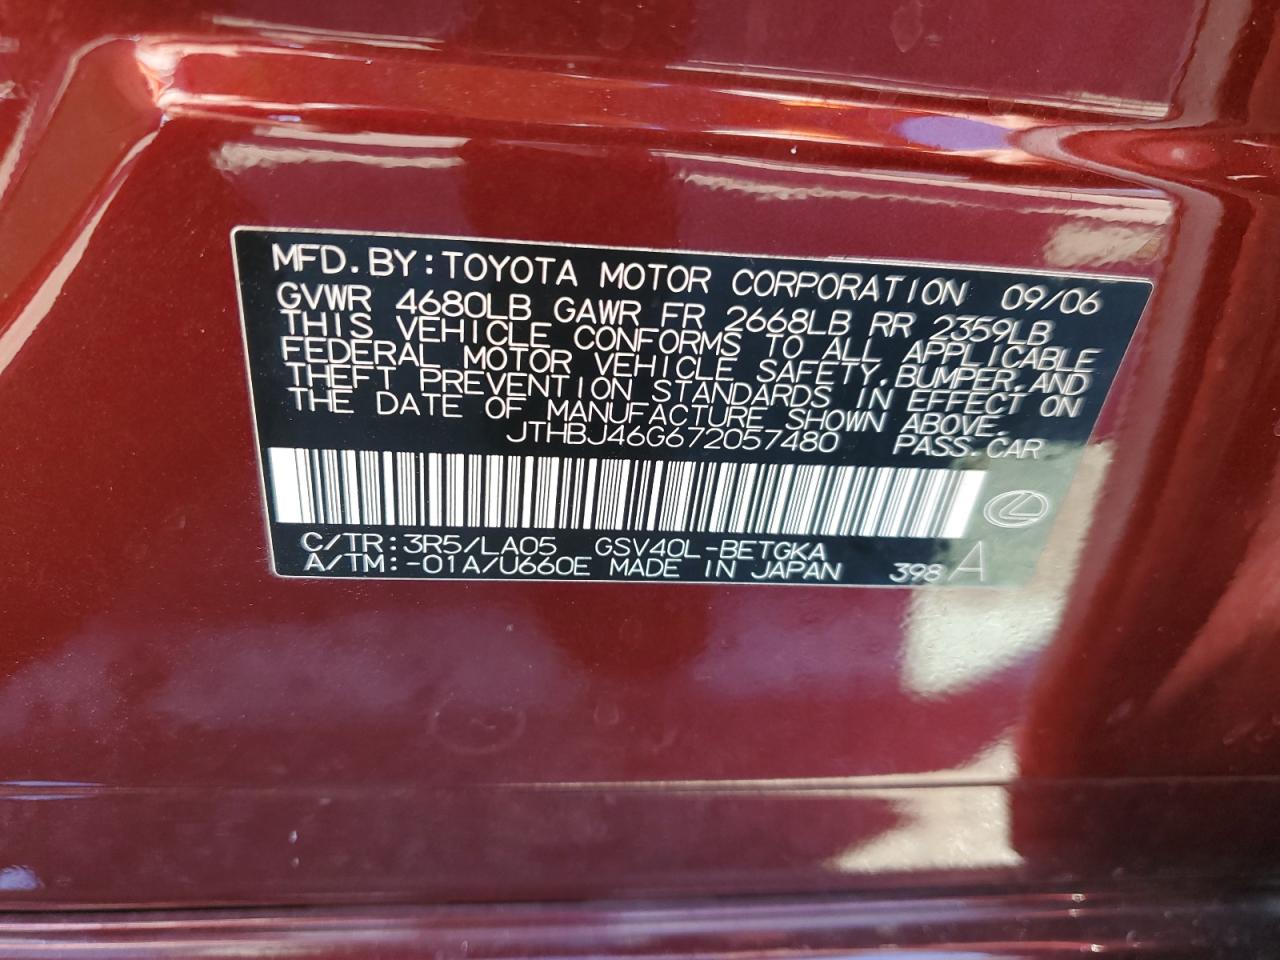 MFD.BY:TOYOTA MOTOR CORPORATION 09/06
GVWR 4680LB GAWR FR 2668LB RR 2359LB
THIS VEHICLE CONFORMS TO ALL APPLICABLE
FEDERAL MOTOR VEHICLE SAFETY,BUMPER,AND
THEFT PREVENTION STANDARDS IN EFFECT ON
THE DATE OF MANUFACTURE SHOWN ABOVE.
JTHBJ46G672057480 PASS.CAR
C/TR:3R5/LA05 GSV40L-BETGKA
A/TM:-01A/U660E MADE IN JAPAN 398 A